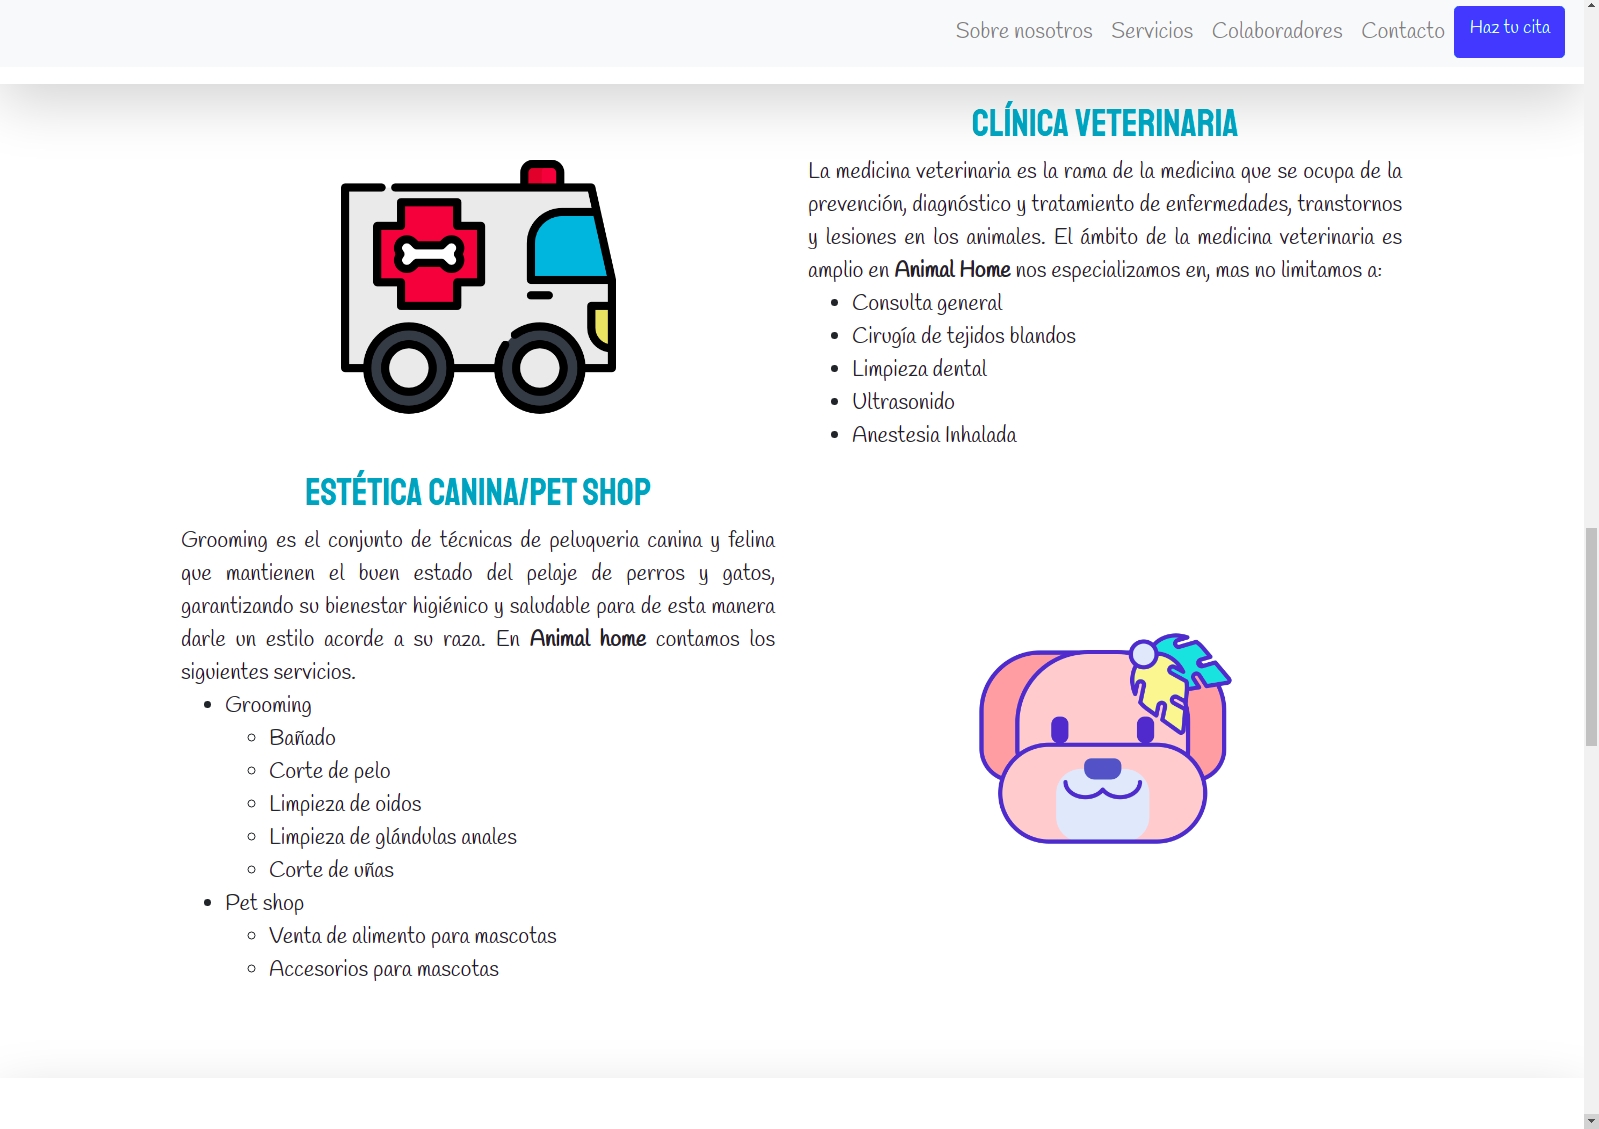 Sobre nosotros Servicios Colaboradores Contacto Haz tu cita
CLÍNICA VETERINARIA
La medicina veterinaria es la rama de la medicina que se ocupa de la
prevención, diagnóstico y tratamiento de enfermedades, transtornos
y lesiones en los animales. El ámbito de la medicina veterinaria es
amplio en Animal Home nos especializamos en, mas no limitamos a:
• Consulta general
• Cirugía de tejidos blandos
• Limpieza dental
• Ultrasonido
• Anestesia Inhalada
ESTÉTICA CANINA/PET SHOP
Grooming es el conjunto de técnicas de peluqueria canina y felina
que mantienen el buen estado del pelaje de perros y gatos,
garantizando su bienestar higiénico y saludable para de esta manera
darle un estilo acorde a su raza. En Animal home contamos los
siguientes servicios.
• Grooming
◦ Bañado
◦ Corte de pelo
◦ Limpieza de oidos
◦ Limpieza de glándulas anales
◦ Corte de uñas
• Pet shop
◦ Venta de alimento para mascotas
◦ Accesorios para mascotas